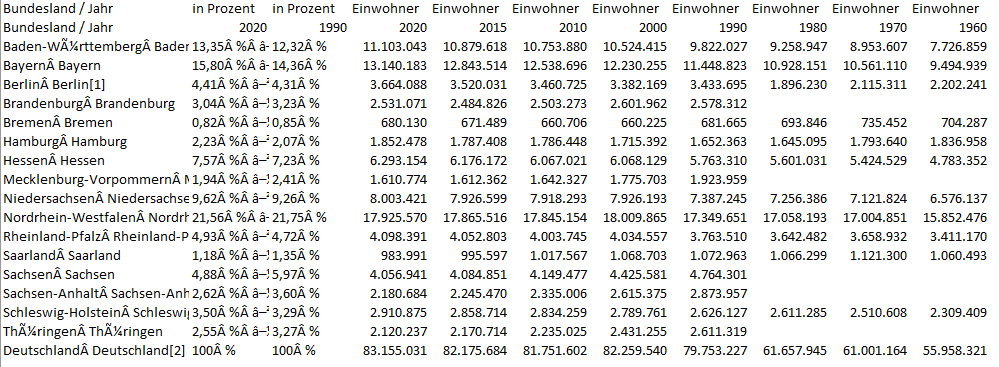 Bundesland / Jahr in Prozent in Prozent Einwohner Einwohner Einwohner Einwohner Einwohner Einwohner Einwohner Einwohner
Bundesland / Jahr 2020 1990 2020 2015 2010 2000 1990 1980 1970 1960
Baden-WÃ¼rttembergÂ Baden 13,35Â %Â â 12,32Â % 11.103.043 10.879.618 10.753.880 10.524.415 9.822.027 9.258.947 8.953.607 7.726.859
BayernÂ Bayern 15,80Â %Â â 14,36Â % 13.140.183 12.843.514 12.538.696 12.230.255 11.448.823 10.928.151 10.561.110 9.494.939
BerlinÂ Berlin[1] 4,41Â %Â â 4,31Â % 3.664.088 3.520.031 3.460.725 3.382.169 3.433.695 1.896.230 2.115.311 2.202.241
BrandenburgÂ Brandenburg 3,04Â %Â â 3,23Â % 2.531.071 2.484.826 2.503.273 2.601.962 2.578.312
BremenÂ Bremen 0,82Â %Â â 0,85Â % 680.130 671.489 660.706 660.225 681.665 693.846 735.452 704.287
HamburgÂ Hamburg 2,23Â %Â â 2,07Â % 1.852.478 1.787.408 1.786.448 1.715.392 1.652.363 1.645.095 1.793.640 1.836.958
HessenÂ Hessen 7,57Â %Â â 7,23Â % 6.293.154 6.176.172 6.067.021 6.068.129 5.763.310 5.601.031 5.424.529 4.783.352
Mecklenburg-VorpommernÂ 1,94Â %Â â 2,41Â % 1.610.774 1.612.362 1.642.327 1.775.703 1.923.959
NiedersachsenÂ Niedersachse 9,62Â %Â â 9,26Â % 8.003.421 7.926.599 7.918.293 7.926.193 7.387.245 7.256.386 7.121.824 6.576.137
Nordrhein-WestfalenÂ Nordrh 21,56Â %Â â 21,75Â % 17.925.570 17.865.516 17.845.154 18.009.865 17.349.651 17.058.193 17.004.851 15.852.476
Rheinland-PfalzÂ Rheinland-P 4,93Â %Â â 4,72Â % 4.098.391 4.052.803 4.003.745 4.034.557 3.763.510 3.642.482 3.658.932 3.411.170
SaarlandÂ Saarland 1,18Â %Â â 1,35Â % 983.991 995.597 1.017.567 1.068.703 1.072.963 1.066.299 1.121.300 1.060.493
SachsenÂ Sachsen 4,88Â %Â â 5,97Â % 4.056.941 4.084.851 4.149.477 4.425.581 4.764.301
Sachsen-AnhaltÂ Sachsen-Anh 2,62Â %Â â 3,60Â % 2.180.684 2.245.470 2.335.006 2.615.375 2.873.957
Schleswig-HolsteinÂ Schleswig 3,50Â %Â â 3,29Â % 2.910.875 2.858.714 2.834.259 2.789.761 2.626.127 2.611.285 2.510.608 2.309.409
ThÃ¼ringenÂ ThÃ¼ringen 2,55Â %Â â 3,27Â % 2.120.237 2.170.714 2.235.025 2.431.255 2.611.319
DeutschlandÂ Deutschland[2] 100Â % 100Â % 83.155.031 82.175.684 81.751.602 82.259.540 79.753.227 61.657.945 61.001.164 55.958.321